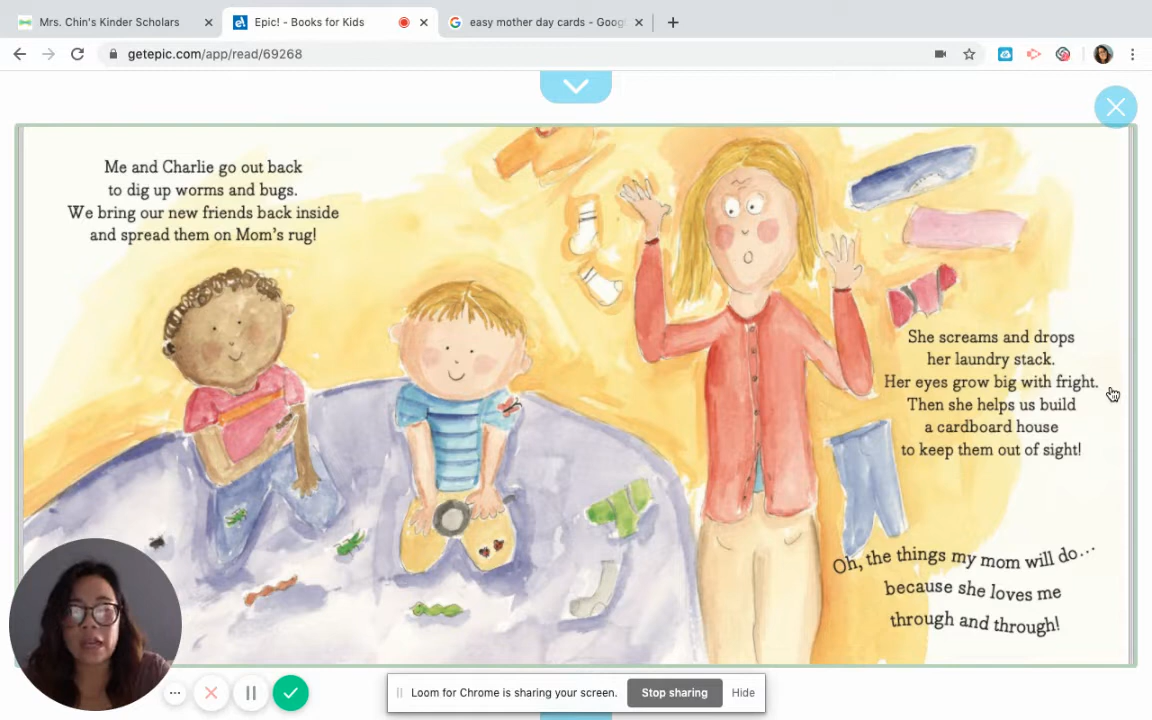 Mrs. Chin's Kinder Scholars
Epic! - Books for Kids
easy mother day cards - Goog
getepic.com/app/read/69268
Me and Charlie go out back
to dig up worms and bugs.
We bring our new friends back inside
and spread them on Mom's rug!
She screams and drops
her laundry stack.
Her eyes grow big with fright.
Then she helps us build
a cardboard house
to keep them out of sight!
Oh, the things my mom will do...
because she loves me
through and through!
Loom for Chrome is sharing your screen.
Stop sharing
Hide